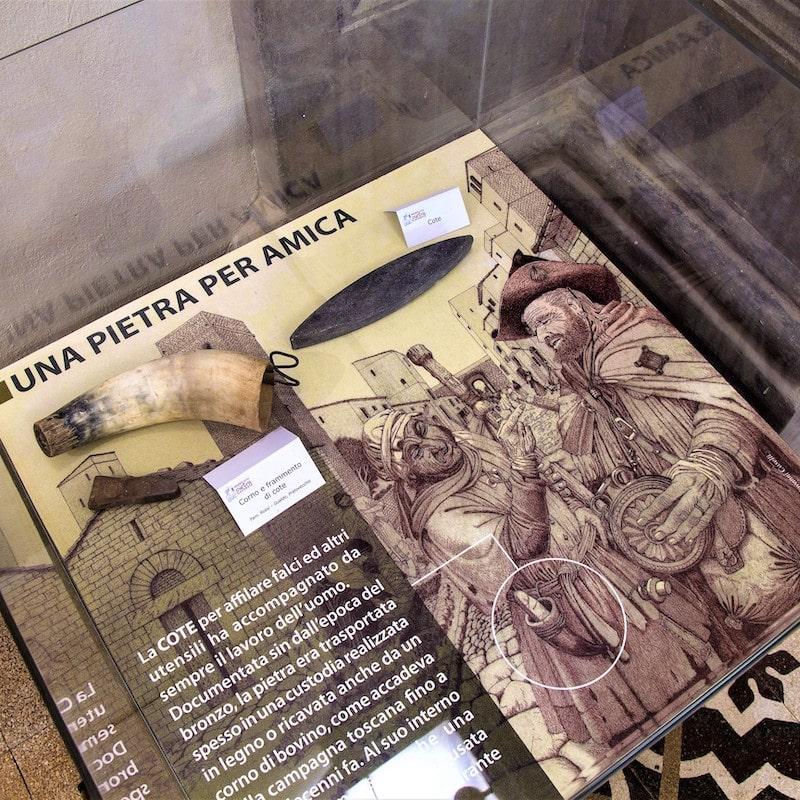 UNA PIETRA PER AMICA
Cote
Corno e frammento
di cote
La COTE per affilare falci ed altri
utensili ha accompagnato da
sempre il lavoro dell'uomo.
Documentata sin dall'epoca del
bronzo, la pietra era trasportata
spesso in una custodia realizzata
in legno o ricavata anche da un
corno di bovino, come accadeva
campagna toscana fino a
fa. Al suo interno
una